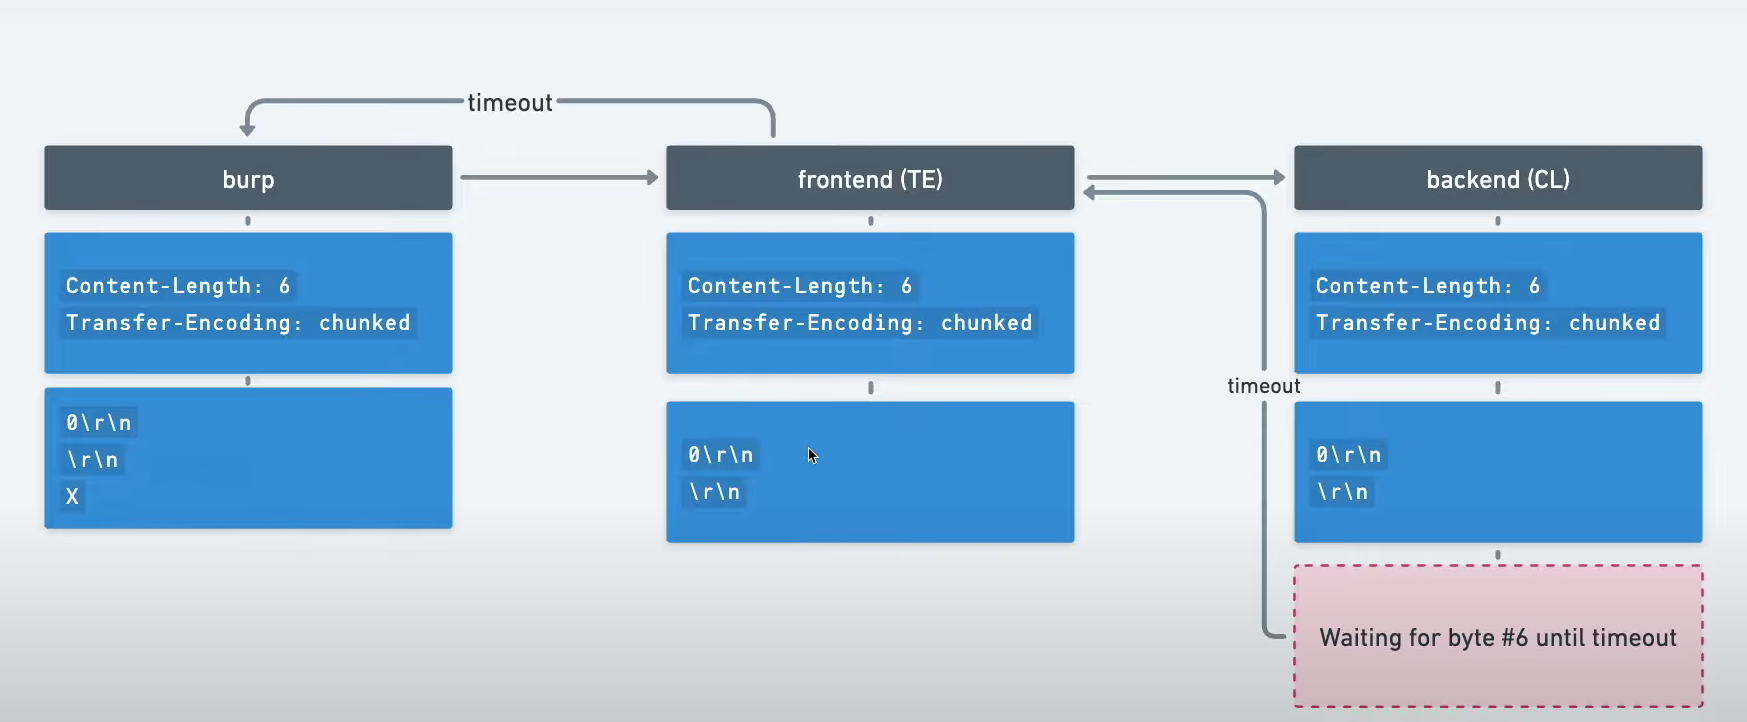 timeout
burp
frontend (TE)
backend (CL)
Content-Length: 6
Transfer-Encoding: chunked
Content-Length: 6
Transfer-Encoding: chunked
Content-Length: 6
Transfer-Encoding: chunked
timeout
0\r\n
\r\n
X
0\r\n
\r\n
0\r\n
\r\n
Waiting for byte #6 until timeout